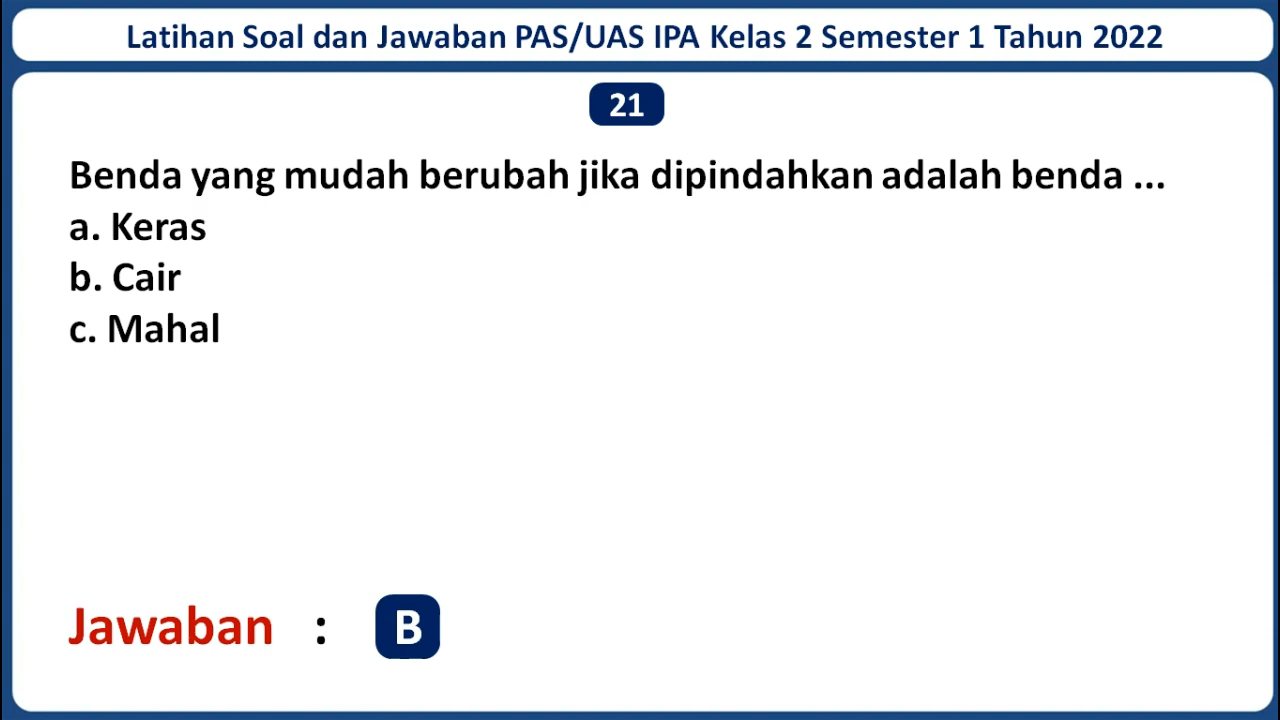 Latihan Soal dan Jawaban PAS/UAS IPA Kelas 2 Semester 1 Tahun 2022
21
Benda yang mudah berubah jika dipindahkan adalah benda ...
a. Keras
b. Cair
c. Mahal
Jawaban : B